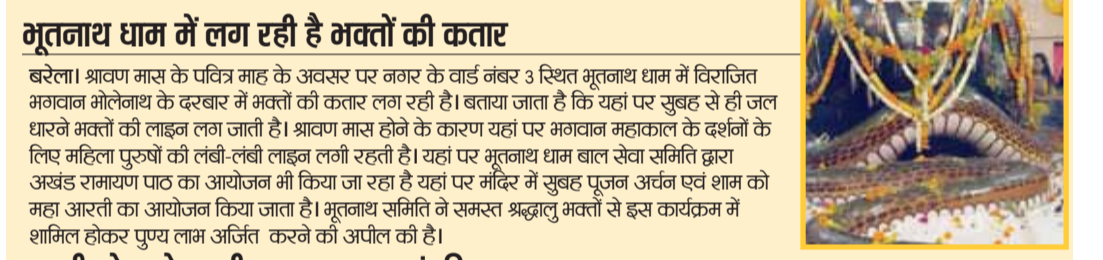 भूतनाथ धाम में लग रही है भक्तों की कतार
बरेला। श्रावण मास के पवित्र माह के अवसर पर नगर के वार्ड नंबर 3 स्थित भूतनाथ धाम में विराजित
भगवान भोलेनाथ के दरबार में भक्तों की कतार लग रही है। बताया जाता है कि यहां पर सुबह से ही जल
धारने भक्तों की लाइन लग जाती है। श्रावण मास होने के कारण यहां पर भगवान महाकाल के दर्शनों के
लिए महिला पुरुषों की लंबी-लंबी लाइन लगी रहती है। यहां पर भूतनाथ धाम बाल सेवा समिति द्वारा
अखंड रामायण पाठ का आयोजन भी किया जा रहा है यहां पर मंदिर में सुबह पूजन अर्चन एवं शाम को
महा आरती का आयोजन किया जाता है। भूतनाथ समिति ने समस्त श्रद्धालु भक्तों से इस कार्यक्रम में
शामिल होकर पुण्य लाभ अर्जित करने की अपील की है।